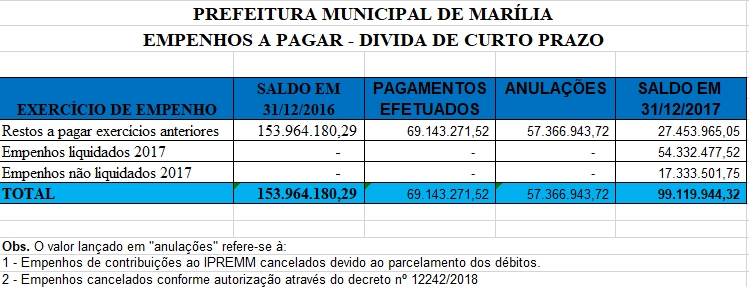 PREFEITURA MUNICIPAL DE MARÍLIA
EMPENHOS A PAGAR - DIVIDA DE CURTO PRAZO
EXERCÍCIO DE EMPENHO SALDO EM 31/12/2016 PAGAMENTOS EFETUADOS ANULAÇÕES SALDO EM 31/12/2017
Restos a pagar exercicios anteriores 153.964.180,29 69.143.271,52 57.366.943,72 27.453.965,05
Empenhos liquidados 2017 - - - 54.332.477,52
Empenhos não liquidados 2017 - - - 17.333.501,75
TOTAL 153.964.180,29 69.143.271,52 57.366.943,72 99.119.944,32
Obs. O valor lançado em "anulações" refere-se á:
1 - Empenhos de contribuições ao IPREMM cancelados devido ao parcelamento dos débitos.
2 - Empenhos cancelados conforme autorização através do decreto nº 12242/2018